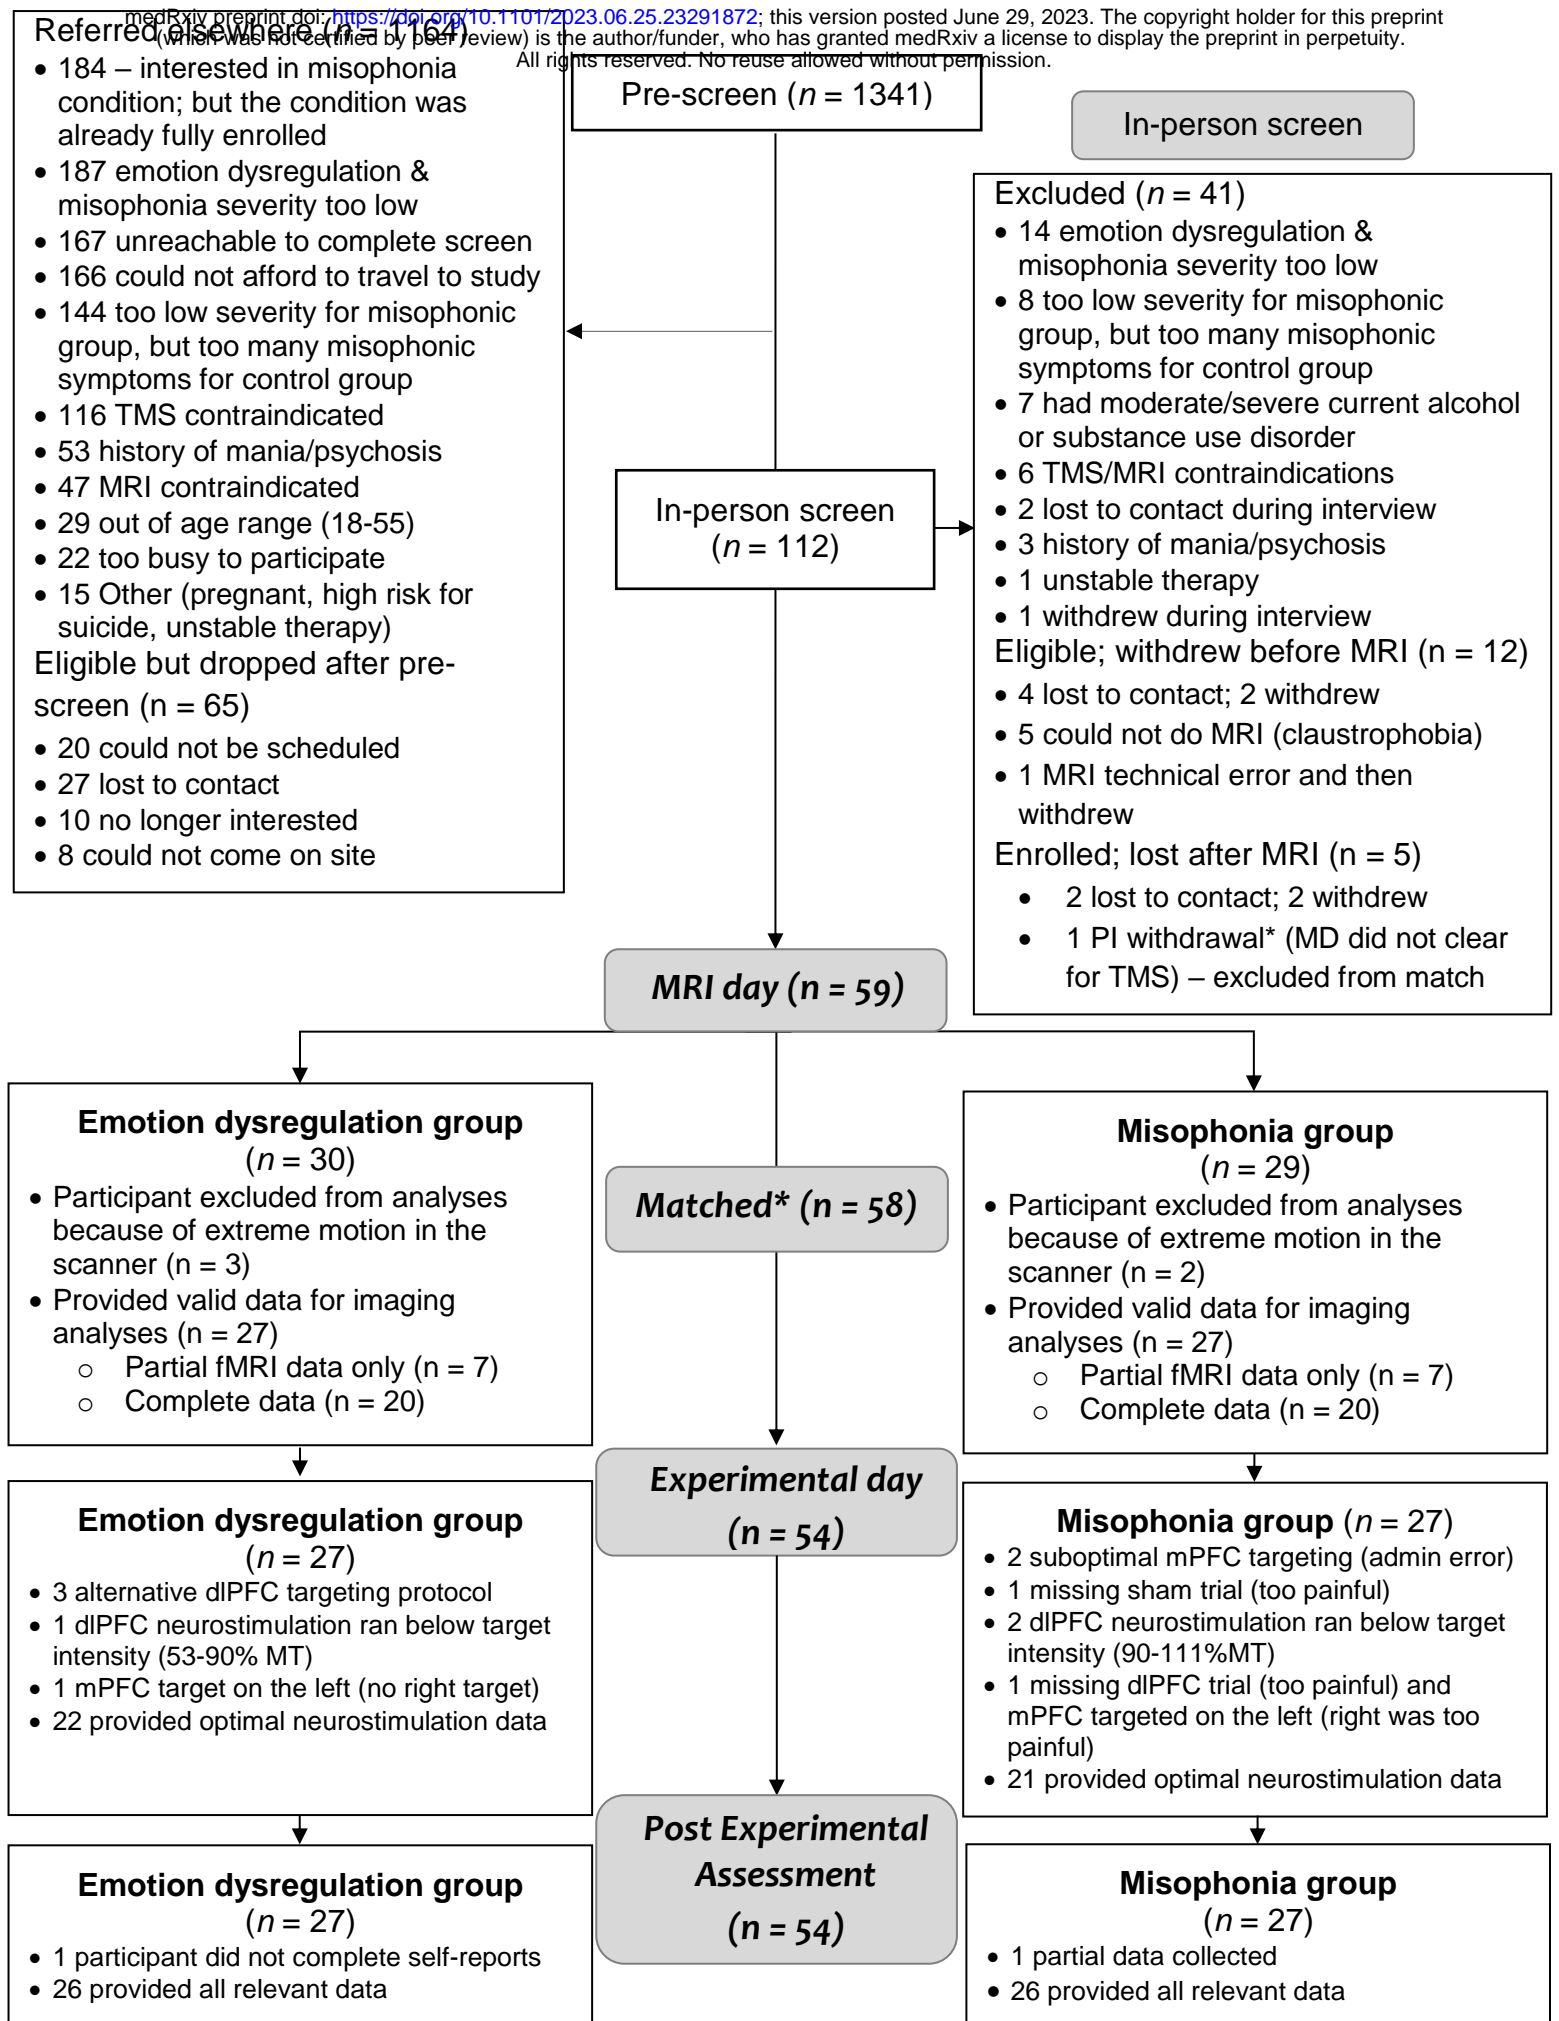 medRxiv preprint doi: https://doi.org/10.1101/2023.06.25.23291872; this version posted June 29, 2023. The copyright holder for this preprint
(which was not certified by peer review) is the author/funder, who has granted medRxiv a license to display the preprint in perpetuity.
All rights reserved. No reuse allowed without permission.
Referred elsewhere (n = 1164)
• 184 – interested in misophonia
condition; but the condition was
already fully enrolled
• 187 emotion dysregulation &
misophonia severity too low
• 167 unreachable to complete screen
• 166 could not afford to travel to study
• 144 too low severity for misophonic
group, but too many misophonic
symptoms for control group
• 116 TMS contraindicated
• 53 history of mania/psychosis
• 47 MRI contraindicated
• 29 out of age range (18-55)
• 22 too busy to participate
• 15 Other (pregnant, high risk for
suicide, unstable therapy)
Eligible but dropped after pre-
screen (n = 65)
• 20 could not be scheduled
• 27 lost to contact
• 10 no longer interested
• 8 could not come on site
Pre-screen (n = 1341)
In-person screen
(n = 112)
In-person screen
Excluded (n = 41)
• 14 emotion dysregulation &
misophonia severity too low
• 8 too low severity for misophonic
group, but too many misophonic
symptoms for control group
• 7 had moderate/severe current alcohol
or substance use disorder
• 6 TMS/MRI contraindications
• 2 lost to contact during interview
• 3 history of mania/psychosis
• 1 unstable therapy
• 1 withdrew during interview
Eligible; withdrew before MRI (n = 12)
• 4 lost to contact; 2 withdrew
• 5 could not do MRI (claustrophobia)
• 1 MRI technical error and then
withdrew
Enrolled; lost after MRI (n = 5)
• 2 lost to contact; 2 withdrew
• 1 PI withdrawal* (MD did not clear
for TMS) – excluded from match
MRI day (n = 59)
Emotion dysregulation group
(n = 30)
• Participant excluded from analyses
because of extreme motion in the
scanner (n = 3)
• Provided valid data for imaging
analyses (n = 27)
o Partial fMRI data only (n = 7)
o Complete data (n = 20)
Matched* (n = 58)
Misophonia group
(n = 29)
• Participant excluded from analyses
because of extreme motion in the
scanner (n = 2)
• Provided valid data for imaging
analyses (n = 27)
o Partial fMRI data only (n = 7)
o Complete data (n = 20)
Experimental day
(n = 54)
Emotion dysregulation group
(n = 27)
• 3 alternative dlPFC targeting protocol
• 1 dlPFC neurostimulation ran below target
intensity (53-90% MT)
• 1 mPFC target on the left (no right target)
• 22 provided optimal neurostimulation data
Misophonia group (n = 27)
• 2 suboptimal mPFC targeting (admin error)
• 1 missing sham trial (too painful)
• 2 dlPFC neurostimulation ran below target
intensity (90-111%MT)
• 1 missing dlPFC trial (too painful) and
mPFC targeted on the left (right was too
painful)
• 21 provided optimal neurostimulation data
Post Experimental
Assessment
(n = 54)
Emotion dysregulation group
(n = 27)
• 1 participant did not complete self-reports
• 26 provided all relevant data
Misophonia group
(n = 27)
• 1 partial data collected
• 26 provided all relevant data